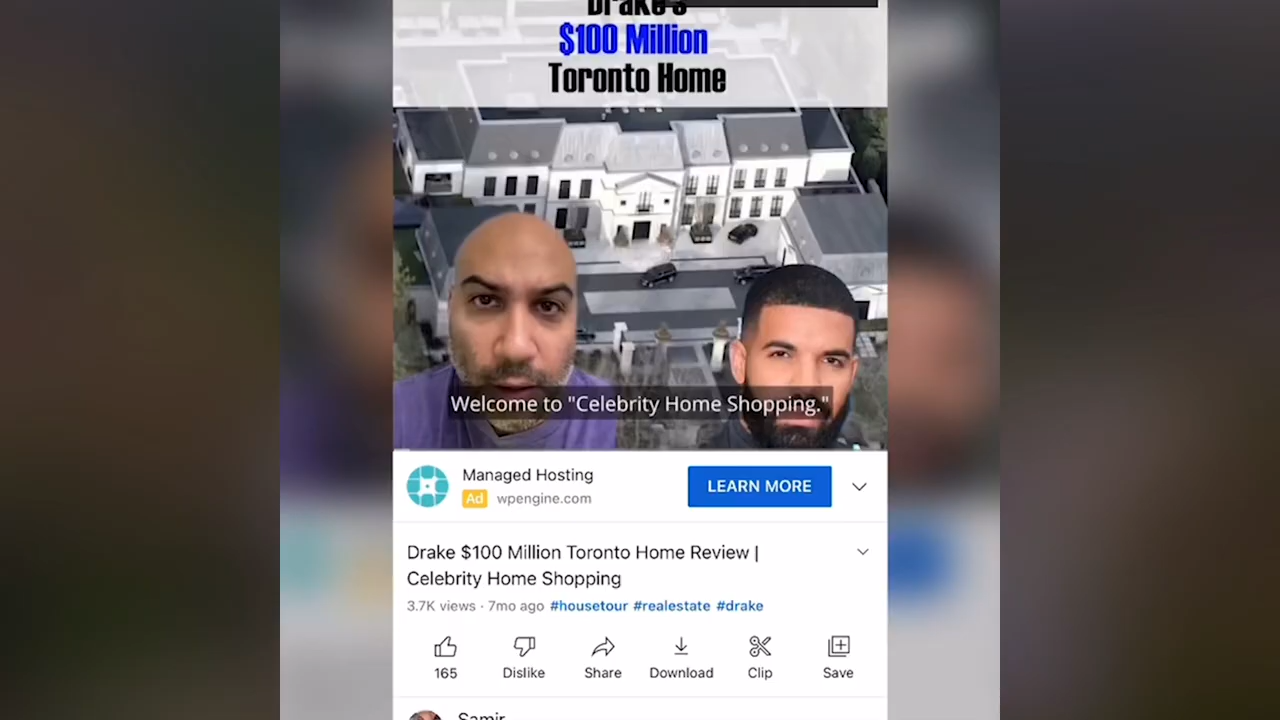 Drake's
$100 Million
Toronto Home
Welcome to "Celebrity Home Shopping."
Managed Hosting
LEARN MORE
Ad wpengine.com
Drake $100 Million Toronto Home Review |
Celebrity Home Shopping
3.7K views · 7mo ago #housetour #realestate #drake
165 Dislike Share Download Clip Save
Samir